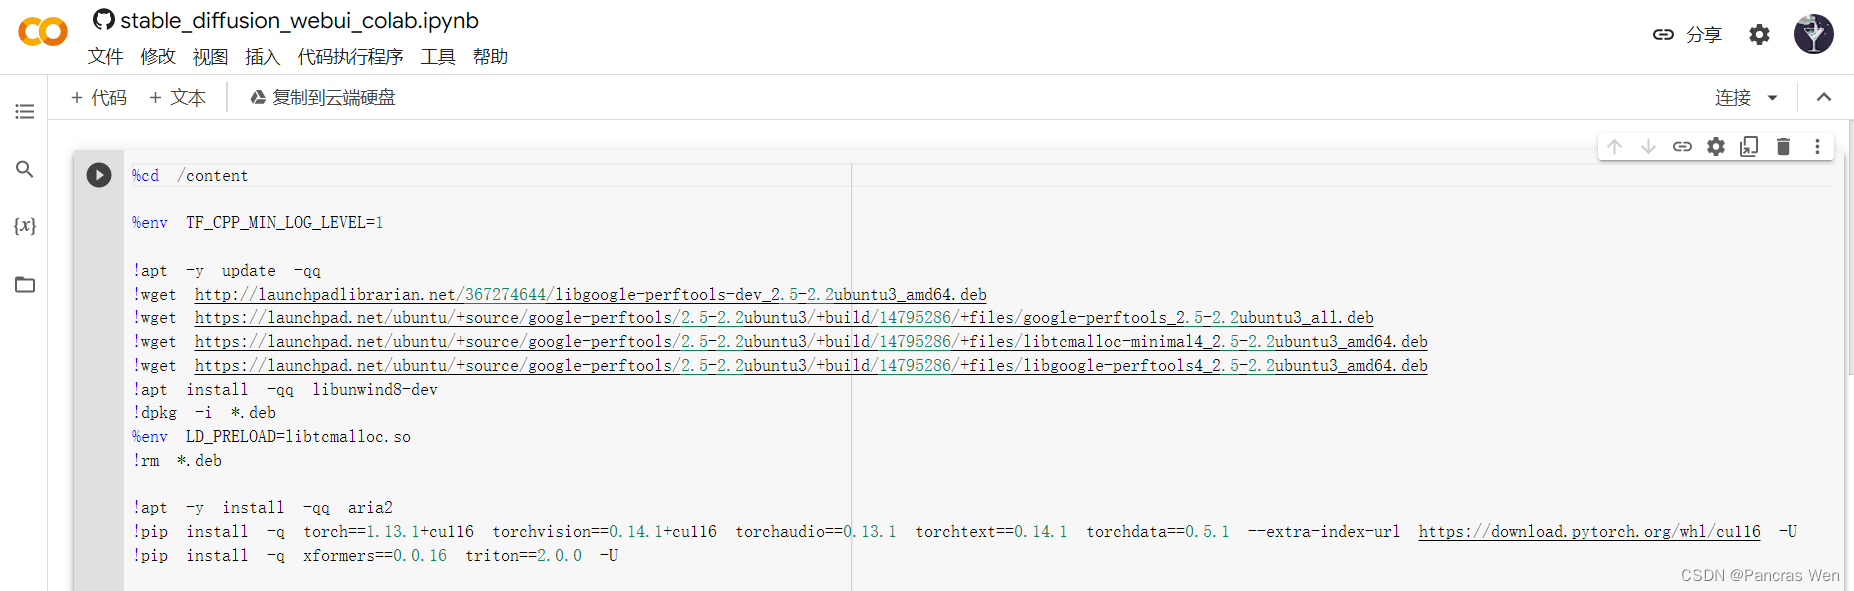 stable_diffusion_webui_colab.ipynb
文件 修改 视图 插入 代码执行程序 工具 帮助
分享
+ 代码 + 文本 复制到云端硬盘
连接
%cd /content
{x}
%env TF_CPP_MIN_LOG_LEVEL=1
!apt -y update -qq
!wget http://launchpadlibrarian.net/367274644/libgoogle-perftools-dev_2.5-2.2ubuntu3_amd64.deb
!wget https://launchpad.net/ubuntu/+source/google-perftools/2.5-2.2ubuntu3/+build/14795286/+files/google-perftools_2.5-2.2ubuntu3_all.deb
!wget https://launchpad.net/ubuntu/+source/google-perftools/2.5-2.2ubuntu3/+build/14795286/+files/libtcmalloc-minimal4_2.5-2.2ubuntu3_amd64.deb
!wget https://launchpad.net/ubuntu/+source/google-perftools/2.5-2.2ubuntu3/+build/14795286/+files/libgoogle-perftools4_2.5-2.2ubuntu3_amd64.deb
!apt install -qq libunwind8-dev
!dpkg -i *.deb
%env LD_PRELOAD=libtcmalloc.so
!rm *.deb
!apt -y install -qq aria2
!pip install -q torch==1.13.1+cu116 torchvision==0.14.1+cu116 torchaudio==0.13.1 torchtext==0.14.1 torchdata==0.5.1 --extra-index-url https://download.pytorch.org/whl/cu116 -U
!pip install -q xformers==0.0.16 triton==2.0.0 -U
CSDN @Pancras Wen